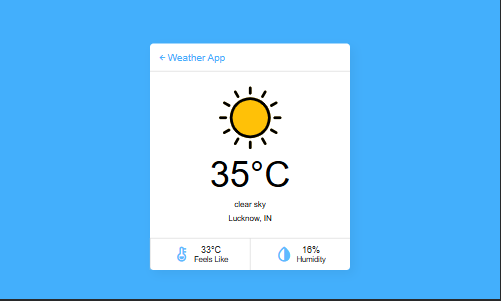 ← Weather App
35°C
clear sky
Lucknow, IN
33°C
Feels Like
16%
Humidity